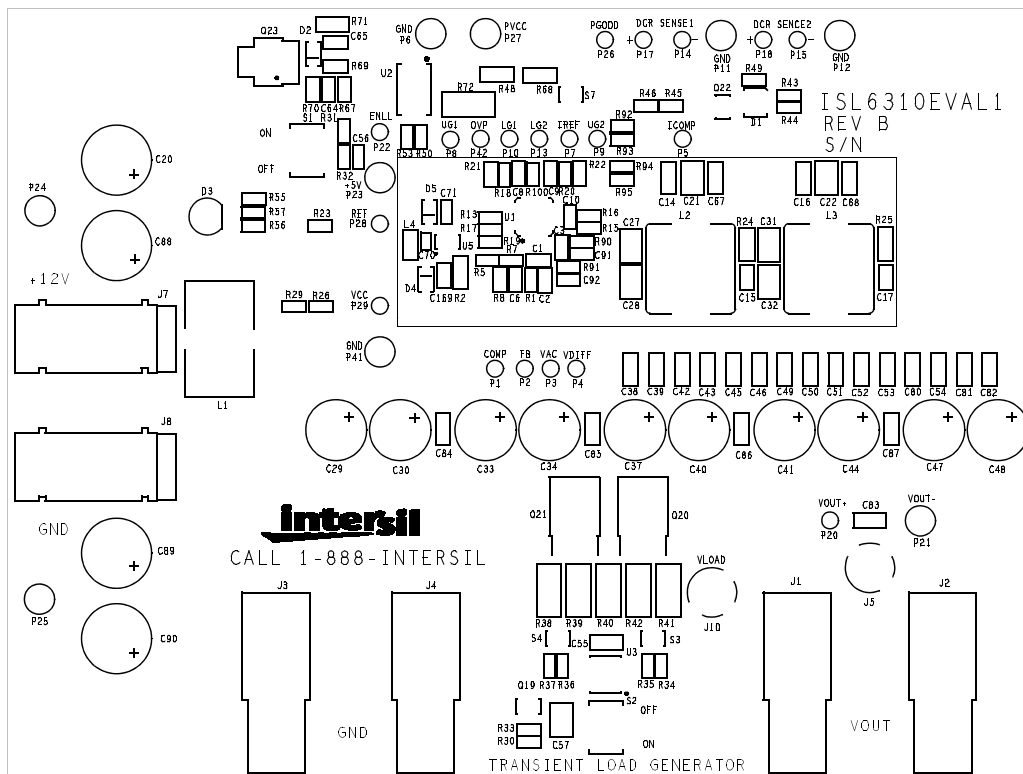 R71
Q23 D2 C65
R69
R70 C64 R67
R31
S1
ON
OFF
C56
R32
GND
P6
PVCC
P27
U2
R48
R68
R72
S7
PGOOD
P26
DCR
P17
SENSE1
P14
+ -
GND
P11
DCR
P18
SENCE2
P15
+ -
GND
P12
R49
Q22
D1
R43
R44
R46 R45
ISL6310EVAL1
REV B
S/N
ENLL
P22
R53 R50
UG1
P8
OVP
P42
LG1
P10
LG2
P13
IREF
P7
UG2
P9
R92
R93
ICOMP
P5
+5V
P23
C20
P24
D3
R55
R57
R56
R23
REF
P28
C88
+12V
R21
R18 C8 R100 C9 R20
R22
R94
R95
C14 C21 C67
L2
C16 C22 C68
L3
D5 C71
L4
C70
U5
R13
R17
R19
U1
C10
R16
R15
C3
R90
C91
R91
C92
D4
C169 R2
R5
R7
C1
R8 C6 R1 C2
C27
C28
R24 C31
C15 C32
R25
C17
J7
L1
R29 R26
VCC
P29
GND
P41
COMP
P1
FB
P2
VAC
P3
VDIFF
P4
C38 C39 C42 C43 C45 C46 C49 C50 C51 C52 C53 C80 C54 C81 C82
J8
C29 C30 C84 C33 C34 C83 C37 C40 C86 C41 C44 C87 C47 C48
GND
intersil
CALL 1-888-INTERSIL
Q21
Q20
VOUT+
P20
C83
VOUT-
P21
C89
P25
C90
J3
J4
R38 R39 R40 R42 R41
VLOAD
J10
J5
J1
J2
S4
C55
U3
S3
R37 R36
R35 R34
Q19
S2
OFF
ON
R33
R30
C57
GND
VOUT
TRANSIENT LOAD GENERATOR